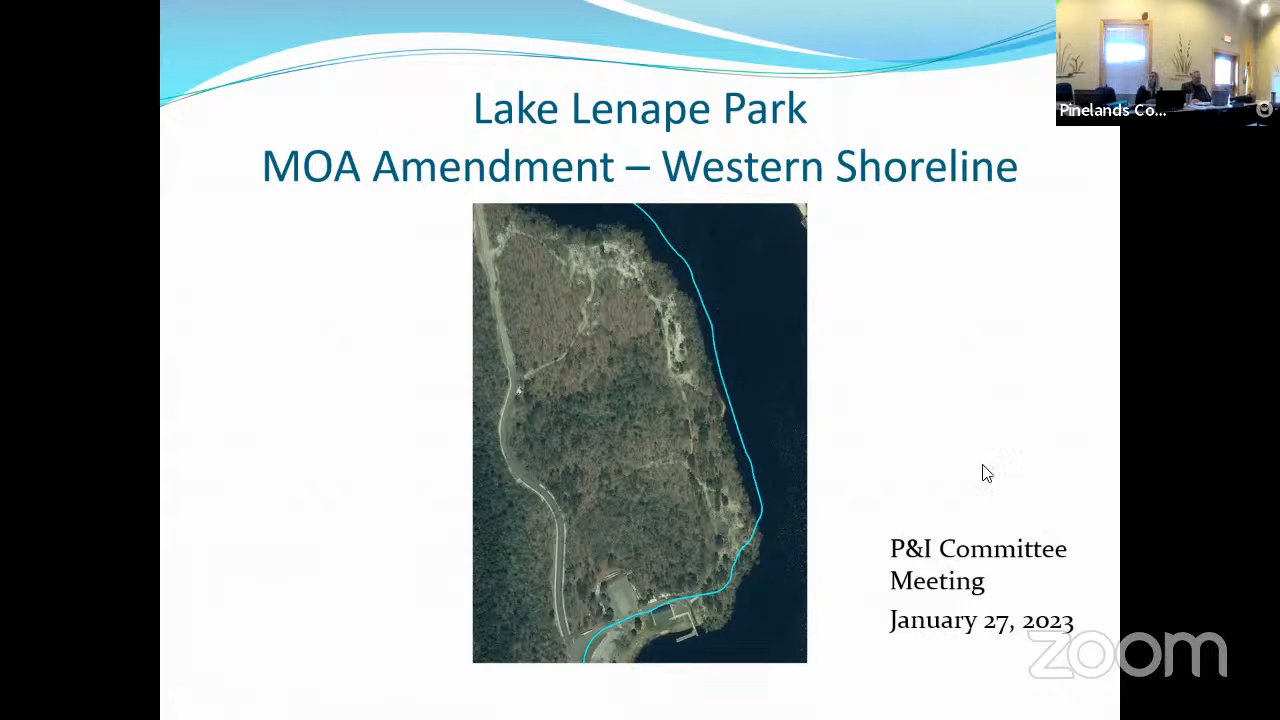 Lake Lenape Park
MOA Amendment – Western Shoreline
Pinelands Co...
P&I Committee
Meeting
January 27, 2023
zoom